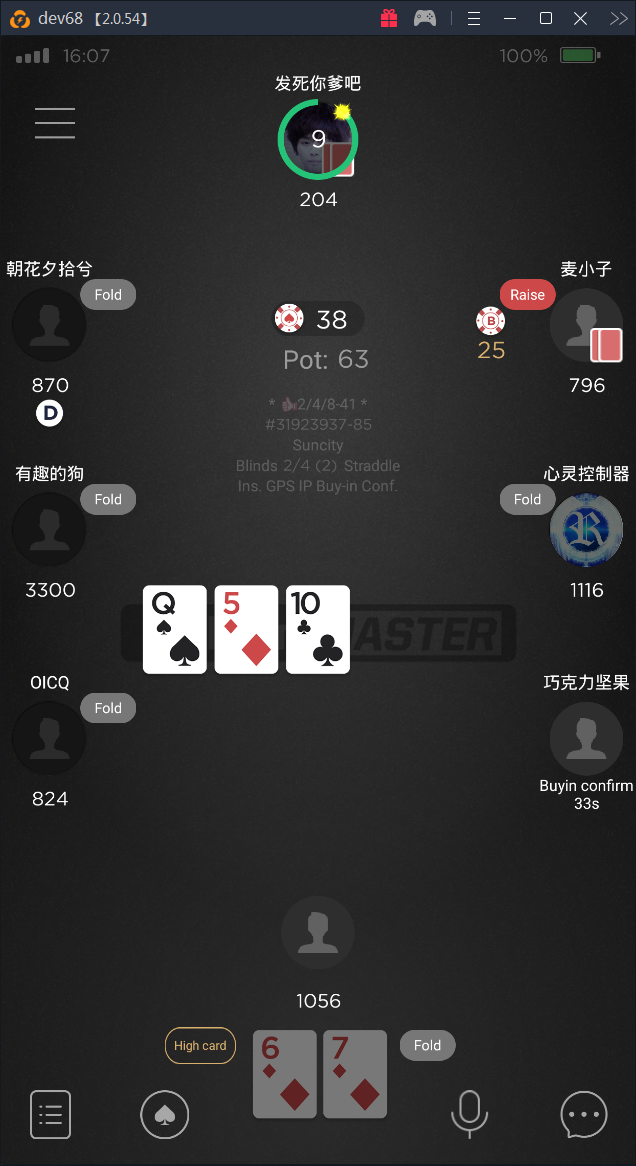 dev68 【2.0.54】
16:07
100%
发死你爹吧
9
204
朝花夕拾兮
Fold
870
D
38
Pot: 63
Raise
麦小子
B
25
796
* 2/4/8-41 *
#31923937-85
Suncity
Blinds 2/4 (2) Straddle
Ins. GPS IP Buy-in Conf.
有趣的狗
Fold
3300
Fold
心灵控制器
R
1116
Q
5
10
MASTER
OICQ
Fold
824
巧克力坚果
Buyin confirm
33s
1056
High card
6
7
Fold